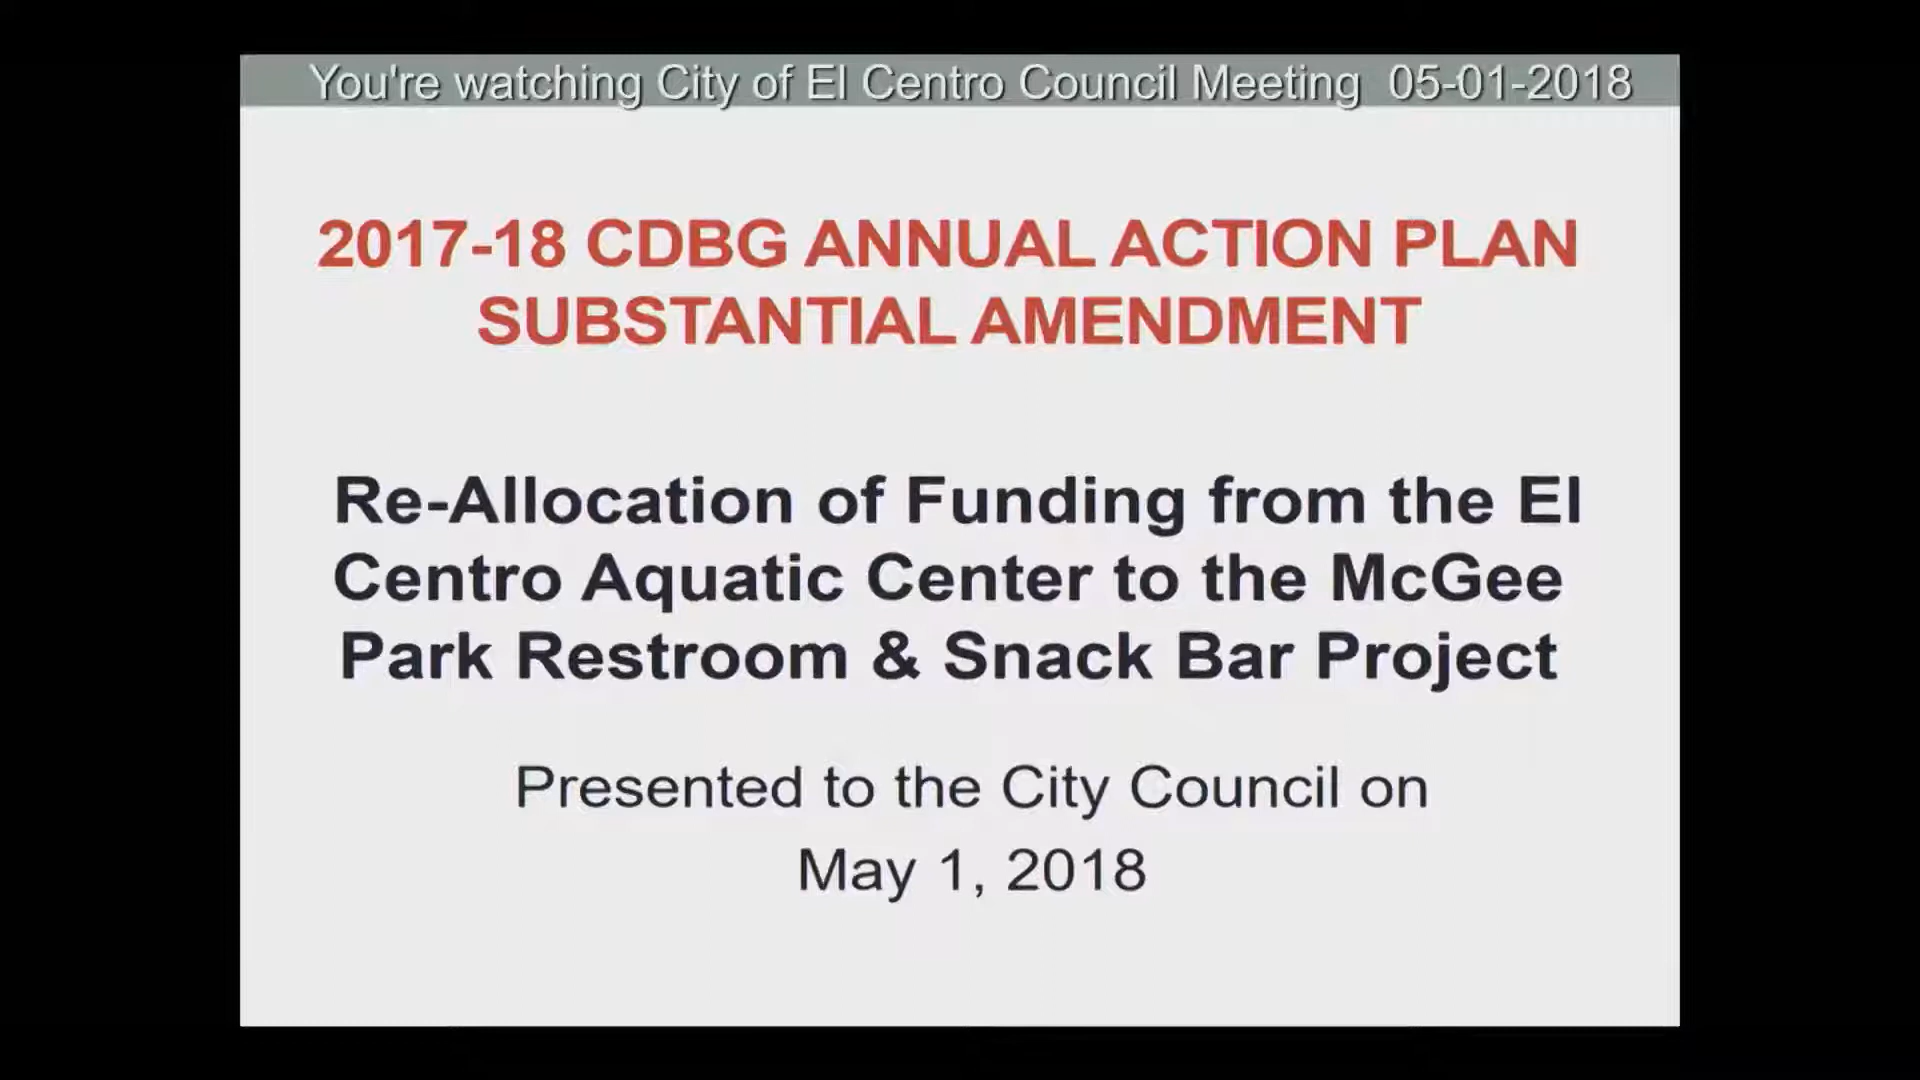 You're watching City of El Centro Council Meeting 05-01-2018
2017-18 CDBG ANNUAL ACTION PLAN
SUBSTANTIAL AMENDMENT
Re-Allocation of Funding from the El
Centro Aquatic Center to the McGee
Park Restroom & Snack Bar Project
Presented to the City Council on
May 1, 2018